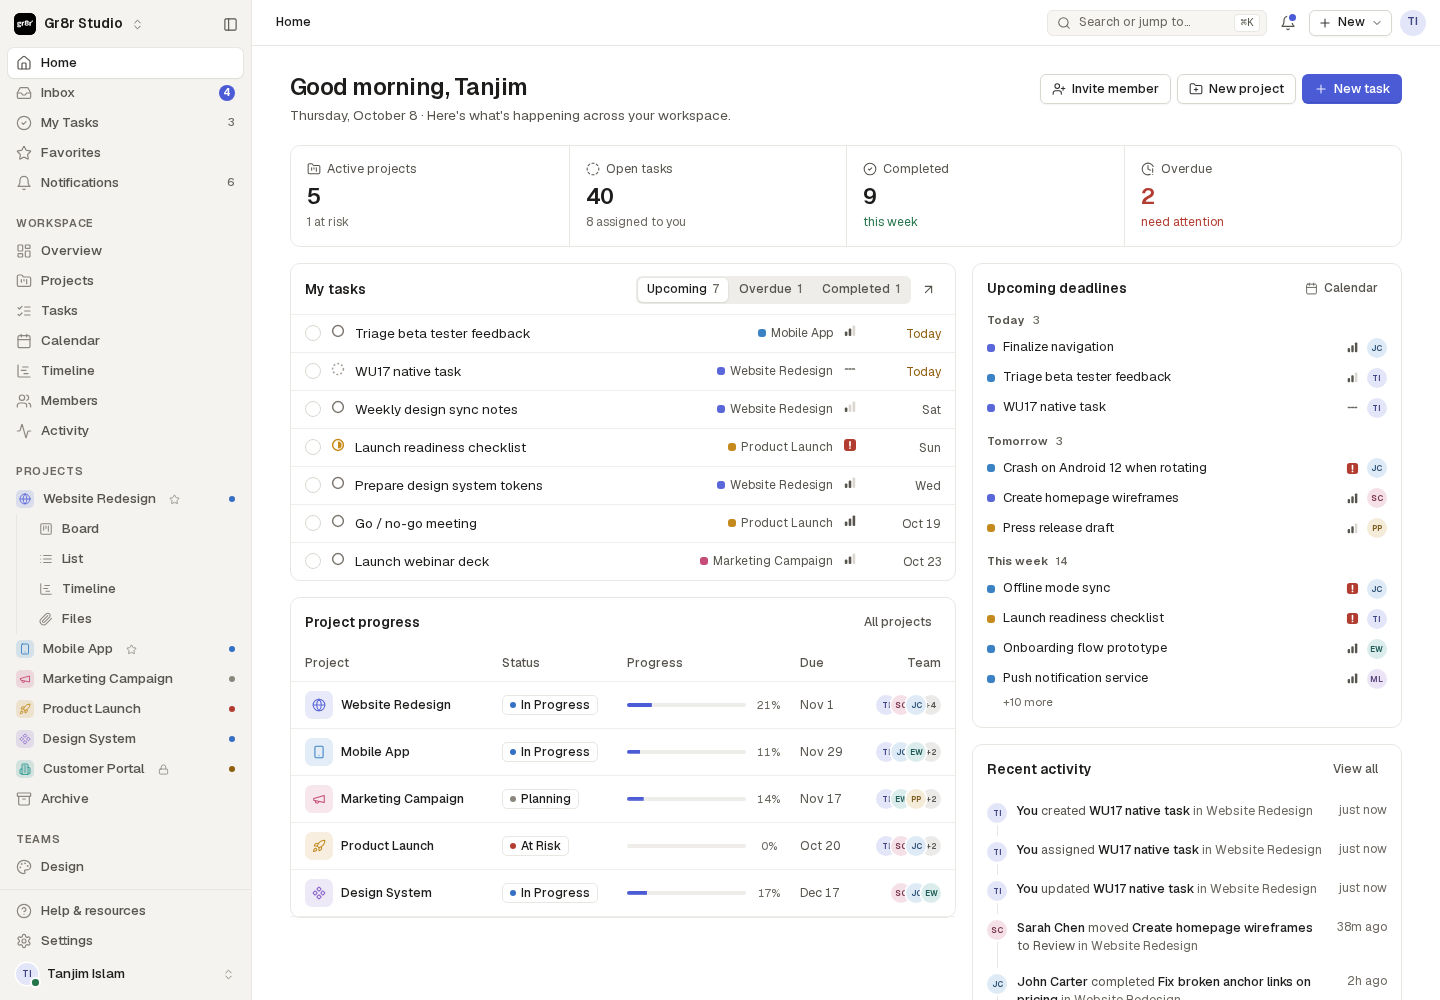 gr8r
Gr8r Studio
Home
Inbox 4
My Tasks 3
Favorites
Notifications 6
WORKSPACE
Overview
Projects
Tasks
Calendar
Timeline
Members
Activity
PROJECTS
Website Redesign
Board
List
Timeline
Files
Mobile App
Marketing Campaign
Product Launch
Design System
Customer Portal
Archive
TEAMS
Design
Help & resources
Settings
TI Tanjim Islam
Home
Search or jump to... ⌘K
New
TI
Good morning, Tanjim
Thursday, October 8 · Here's what's happening across your workspace.
Invite member
New project
New task
Active projects
5
1 at risk
Open tasks
40
8 assigned to you
Completed
9
this week
Overdue
2
need attention
My tasks
Upcoming 7 Overdue 1 Completed 1
Triage beta tester feedback Mobile App Today
WU17 native task Website Redesign Today
Weekly design sync notes Website Redesign Sat
Launch readiness checklist Product Launch Sun
Prepare design system tokens Website Redesign Wed
Go / no-go meeting Product Launch Oct 19
Launch webinar deck Marketing Campaign Oct 23
Project progress All projects
Project Status Progress Due Team
Website Redesign In Progress 21% Nov 1 TI SC JC +4
Mobile App In Progress 11% Nov 29 TI JC EW +2
Marketing Campaign Planning 14% Nov 17 TI EW PP +2
Product Launch At Risk 0% Oct 20 TI SC JC +2
Design System In Progress 17% Dec 17 SC JC EW
Upcoming deadlines Calendar
Today 3
Finalize navigation JC
Triage beta tester feedback TI
WU17 native task TI
Tomorrow 3
Crash on Android 12 when rotating JC
Create homepage wireframes SC
Press release draft PP
This week 14
Offline mode sync JC
Launch readiness checklist TI
Onboarding flow prototype EW
Push notification service ML
+10 more
Recent activity View all
TI You created WU17 native task in Website Redesign just now
TI You assigned WU17 native task in Website Redesign just now
TI You updated WU17 native task in Website Redesign just now
SC Sarah Chen moved Create homepage wireframes 38m ago
to Review in Website Redesign
JC John Carter completed Fix broken anchor links on 2h ago
pricing in Website Redesign